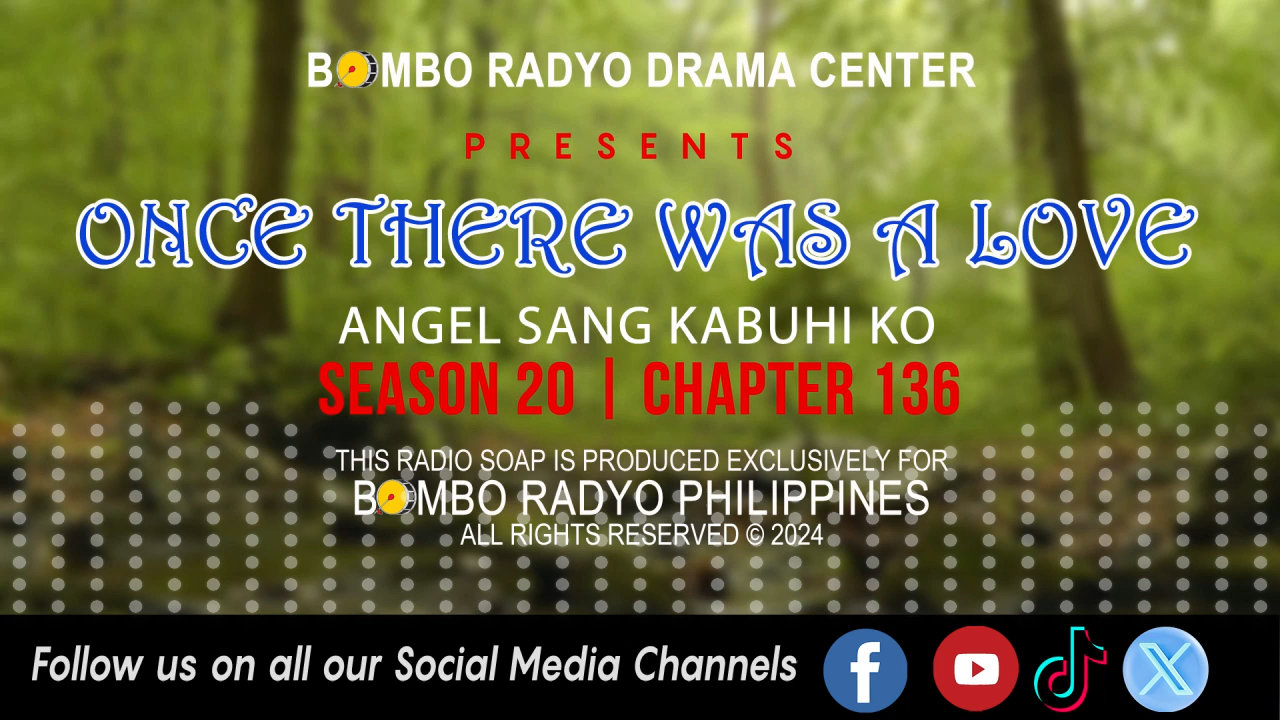 BOMBO RADYO DRAMA CENTER
PRESENTS
ONCE THERE WAS A LOVE
ANGEL SANG KABUHI KO
SEASON 20 | CHAPTER 136
THIS RADIO SOAP IS PRODUCED EXCLUSIVELY FOR
BOMBO RADYO PHILIPPINES
ALL RIGHTS RESERVED © 2024
Follow us on all our Social Media Channels